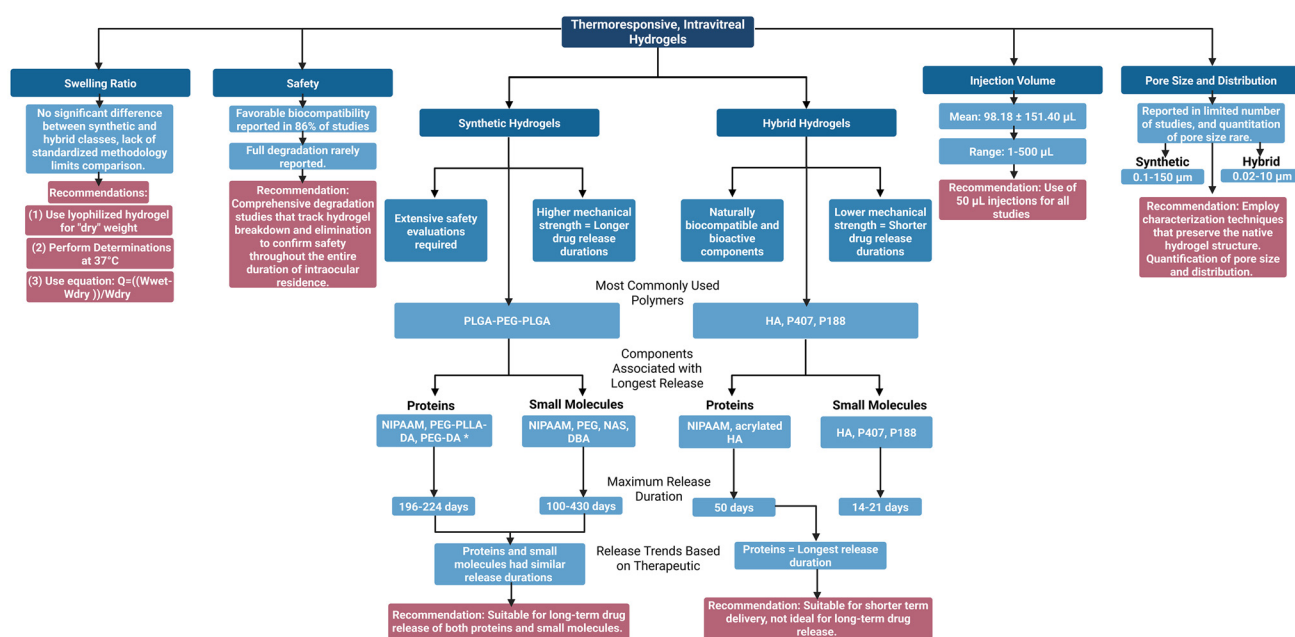 Thermoresponsive, Intravitreal
Hydrogels
Swelling Ratio
No significant difference
between synthetic and
hybrid classes, lack of
standardized methodology
limits comparison.
Recommendations:
(1) Use lyophilized hydrogel
for "dry" weight
(2) Perform Determinations
at 37°C
(3) Use equation: Q=((Wwet-
Wdry ))/Wdry
Safety
Favorable biocompatibility
reported in 86% of studies
Full degradation rarely
reported.
Recommendation:
Comprehensive degradation
studies that track hydrogel
breakdown and elimination
to confirm safety
throughout the entire
duration of intraocular
residence.
Synthetic Hydrogels
Extensive safety
evaluations required
Higher mechanical
strength = Longer
drug release
durations
Hybrid Hydrogels
Naturally
biocompatible and
bioactive
components
Lower mechanical
strength = Shorter
drug release
durations
Injection Volume
Mean: 98.18 ± 151.40 µL
Range: 1-500 µL
Recommendation: Use of
50 µL injections for all
studies
Pore Size and Distribution
Reported in limited number
of studies, and quantitation
of pore size rare.
Synthetic
0.1-150 µm
Hybrid
0.02-10 µm
Recommendation: Employ
characterization techniques
that preserve the native
hydrogel structure.
Quantification of pore size
and distribution.
Most Commonly Used
Polymers
PLGA-PEG-PLGA
HA, P407, P188
Components
Associated with
Longest Release
Proteins
NIPAAM, PEG-PLLA-
DA, PEG-DA *
Small Molecules
NIPAAM, PEG, NAS,
DBA
Proteins
NIPAAM, acrylated
HA
Small Molecules
HA, P407, P188
Maximum Release
Duration
196-224 days
100-430 days
50 days
14-21 days
Release Trends Based
on Therapeutic
Proteins and small
molecules had similar
release durations
Proteins = Longest release
duration
Recommendation: Suitable for long-term drug
release of both proteins and small molecules.
Recommendation: Suitable for shorter term
delivery, not ideal for long-term drug
release.